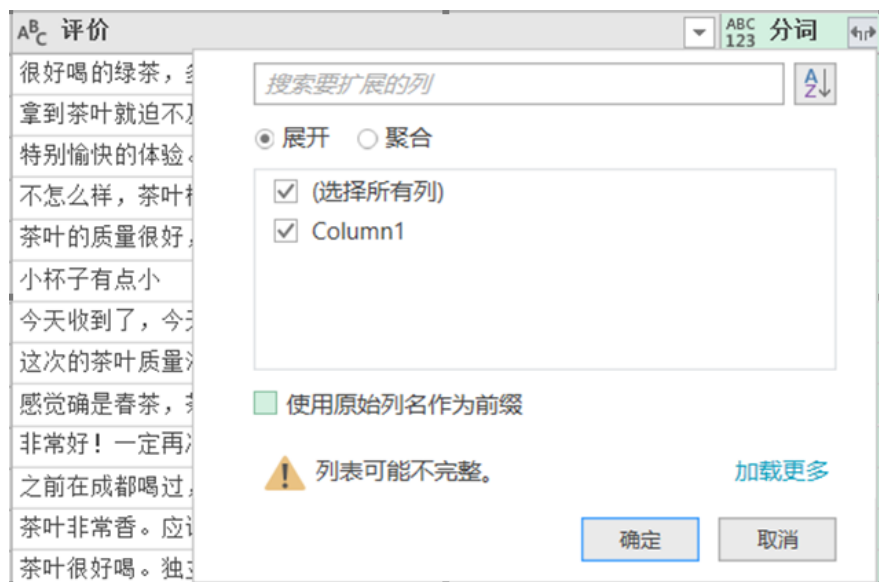 ABC 评价
ABC 123 分词
很好喝的绿茶，
搜索要扩展的列
拿到茶叶就迫不
展开 聚合
特别愉快的体验。
不怎么样，茶叶
(选择所有列)
茶叶的质量很好，
Column1
小杯子有点小
今天收到了，今
这次的茶叶质量
感觉确是春茶，
使用原始列名作为前缀
非常好！一定再
之前在成都喝过，
列表可能不完整。
加载更多
茶叶非常香。应
确定
取消
茶叶很好喝。独